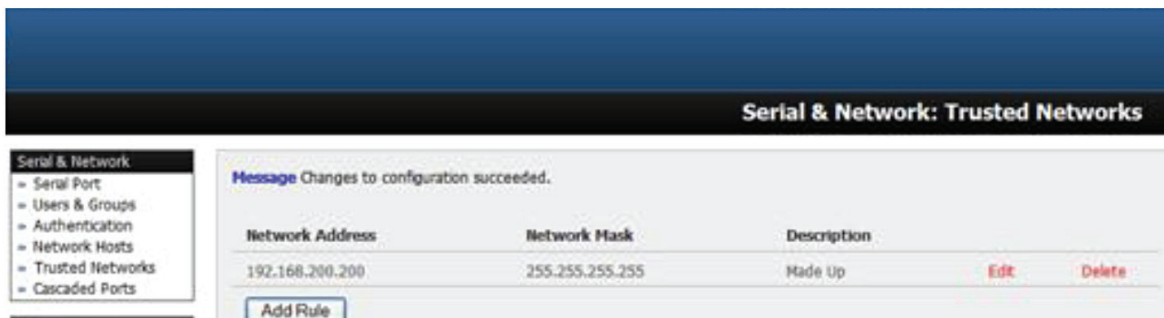 Serial & Network: Trusted Networks
Serial & Network
Serial Port
Users & Groups
Authentication
Network Hosts
Trusted Networks
Cascaded Ports
Message Changes to configuration succeeded.
Network Address Network Mask Description
192.168.200.200 255.255.255.255 Made Up Edit Delete
Add Rule